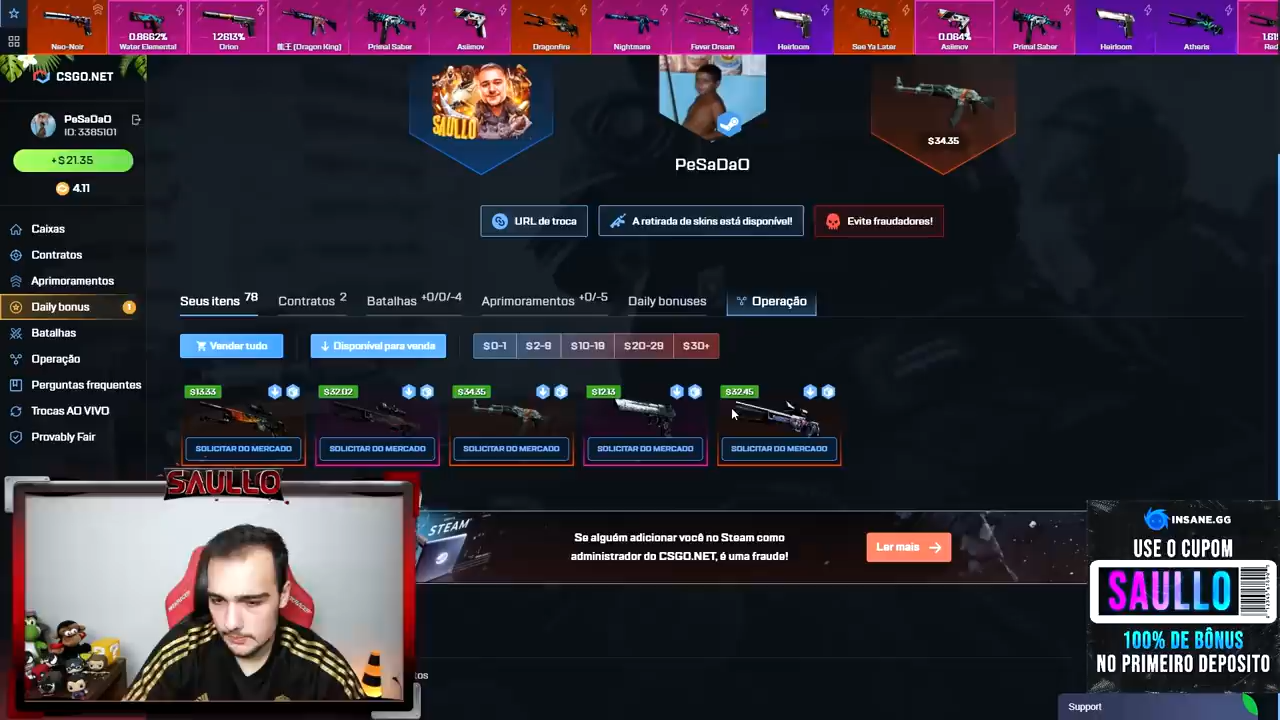 Neo-Noir
0.8662%
Water Elemental
1.2613%
Orion
龍王 (Dragon King)
Primal Saber
Asiimov
Dragonfire
Nightmare
Fever Dream
Heirloom
See Ya Later
0.064%
Asiimov
Primal Saber
Heirloom
Atheris
CSGO.NET
PeSaDaO
ID: 3385101
+$21.35
4.11
Caixas
Contratos
Aprimoramentos
Daily bonus 1
Batalhas
Operação
Perguntas frequentes
Trocas AO VIVO
Provably Fair
SAULLO
PeSaDaO
$34.35
URL de troca
A retirada de skins está disponível!
Evite fraudadores!
Seus itens 78
Contratos 2
Batalhas +0/0/-4
Aprimoramentos +0/-5
Daily bonuses
Operação
Vender tudo
Disponível para venda
$0-1
$2-9
$10-19
$20-29
$30+
$13.33
$32.02
$34.35
$12.13
$32.45
SOLICITAR DO MERCADO
SOLICITAR DO MERCADO
SOLICITAR DO MERCADO
SOLICITAR DO MERCADO
SOLICITAR DO MERCADO
SAULLO
STEAM
Se alguém adicionar você no Steam como
administrador do CSGO.NET, é uma fraude!
Ler mais
INSANE.GG
USE O CUPOM
SAULLO
100% DE BÔNUS
NO PRIMEIRO DEPOSITO
Support